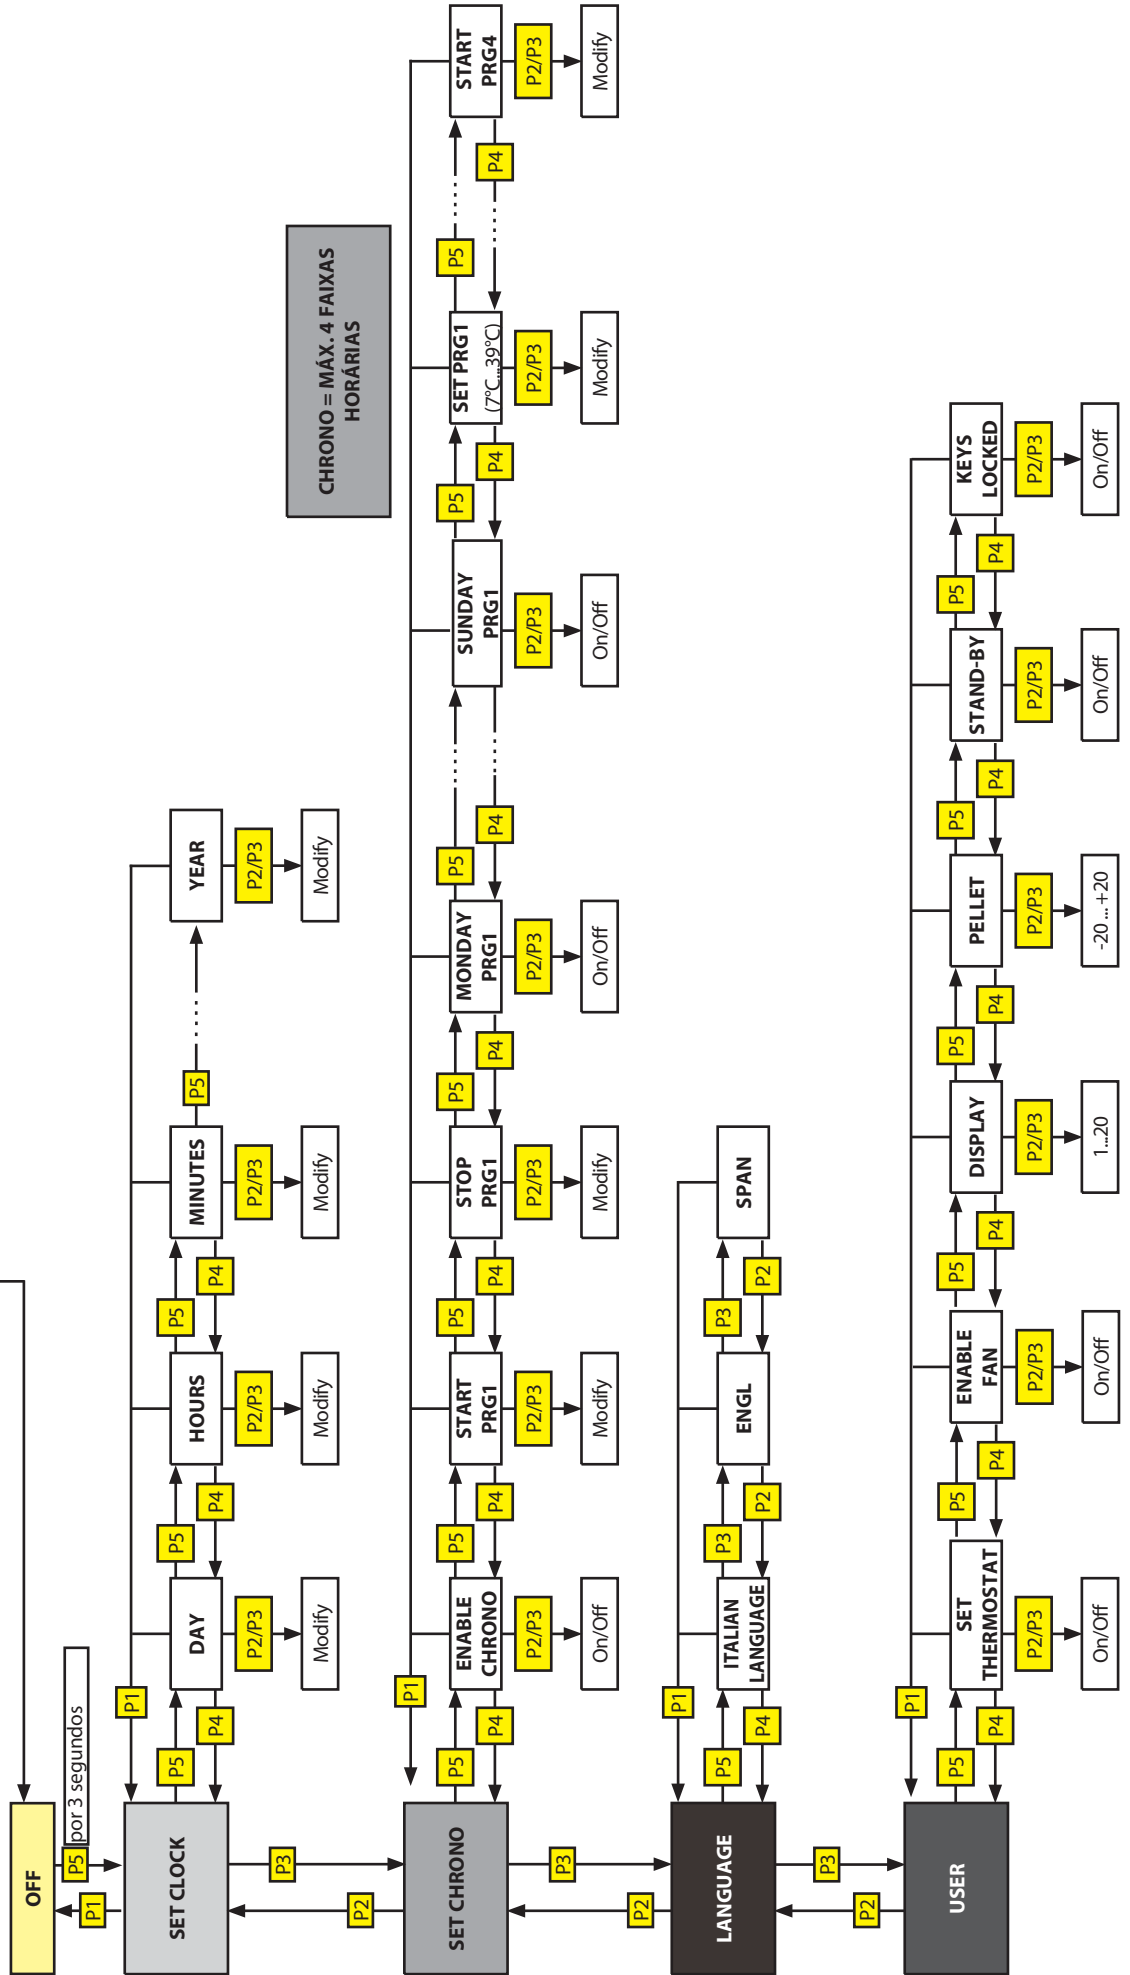 OFF
P1
P5
por 3 segundos
P1
SET CLOCK
P5
DAY
P5
HOURS
P5
MINUTES
P5
YEAR
P4
P4
P4
P2/P3
P2/P3
P2/P3
P2/P3
Modify
Modify
Modify
Modify
P2
P3
CHRONO = MÁX. 4 FAIXAS
HORÁRIAS
P1
SET CHRONO
P5
ENABLE
CHRONO
P5
START
PRG1
P5
STOP
PRG1
P5
MONDAY
PRG1
P5
SUNDAY
PRG1
P5
SET PRG1
(7°C...39°C)
P5
START
PRG4
P4
P4
P4
P4
P4
P4
P4
P2/P3
P2/P3
P2/P3
P2/P3
P2/P3
P2/P3
P2/P3
On/Off
Modify
Modify
On/Off
On/Off
Modify
Modify
P2
P3
P1
LANGUAGE
P5
ITALIAN
LANGUAGE
P3
ENGL
P3
SPAN
P4
P2
P2
P2
P3
P1
USER
P5
SET
THERMOSTAT
P5
ENABLE
FAN
P5
DISPLAY
P5
PELLET
P5
STAND-BY
P5
KEYS
LOCKED
P4
P4
P4
P4
P4
P4
P2/P3
P2/P3
P2/P3
P2/P3
P2/P3
P2/P3
On/Off
On/Off
1...20
-20 ... +20
On/Off
On/Off